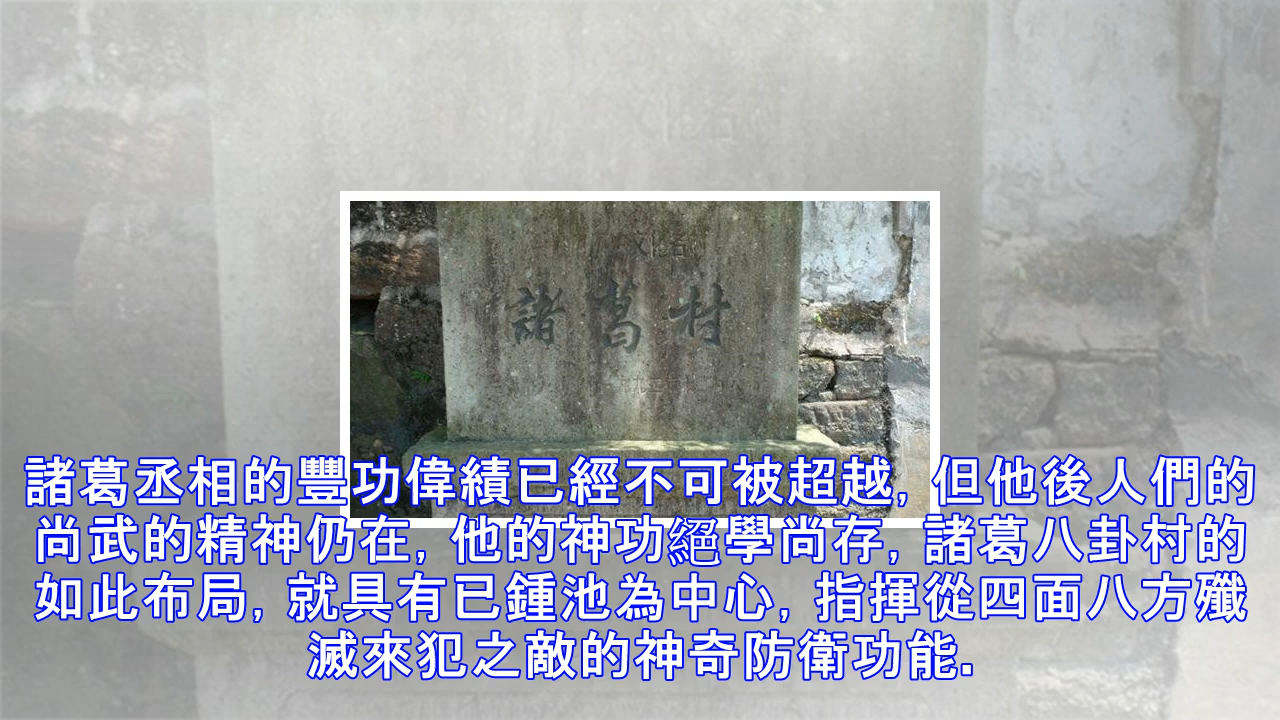 諸葛村
諸葛丞相的豐功偉績已經不可被超越, 但他後人們的
尚武的精神仍在, 他的神功絕學尚存, 諸葛八卦村的
如此布局, 就具有已鍾池為中心, 指揮從四面八方殲
滅來犯之敵的神奇防衛功能.